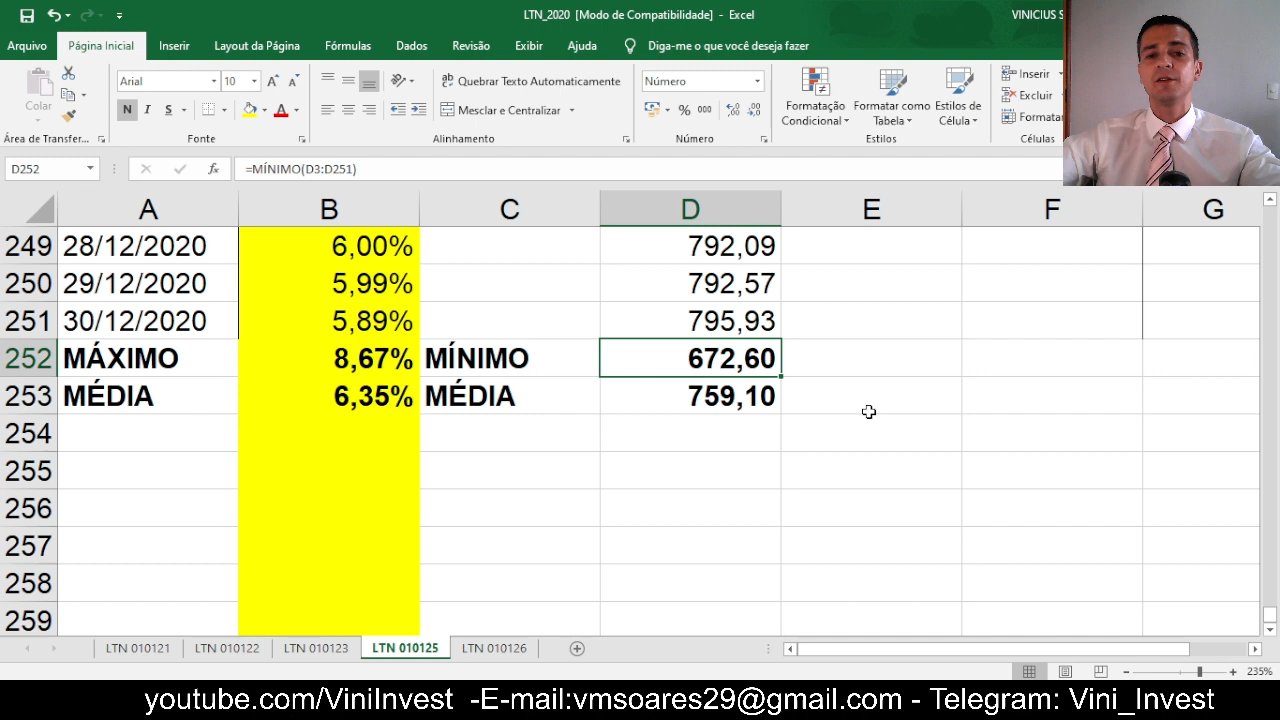 LTN_2020 [Modo de Compatibilidade] - Excel
VINICIUS S
Arquivo Página Inicial Inserir Layout da Página Fórmulas Dados Revisão Exibir Ajuda Diga-me o que você deseja fazer
Colar
Arial 10
Quebrar Texto Automaticamente
Número
N I S A
Mesclar e Centralizar
% 000
Formatação Condicional
Formatar como Tabela
Estilos de Célula
Inserir
Excluir
Formatar
Área de Transfer... Fonte Alinhamento Número Estilos Células
D252 fx =MÍNIMO(D3:D251)
A B C D E F G
249 28/12/2020 6,00% 792,09
250 29/12/2020 5,99% 792,57
251 30/12/2020 5,89% 795,93
252 MÁXIMO 8,67% MÍNIMO 672,60
253 MÉDIA 6,35% MÉDIA 759,10
254
255
256
257
258
259
LTN 010121 LTN 010122 LTN 010123 LTN 010125 LTN 010126
235%
youtube.com/ViniInvest -E-mail:vmsoares29@gmail.com - Telegram: Vini_Invest